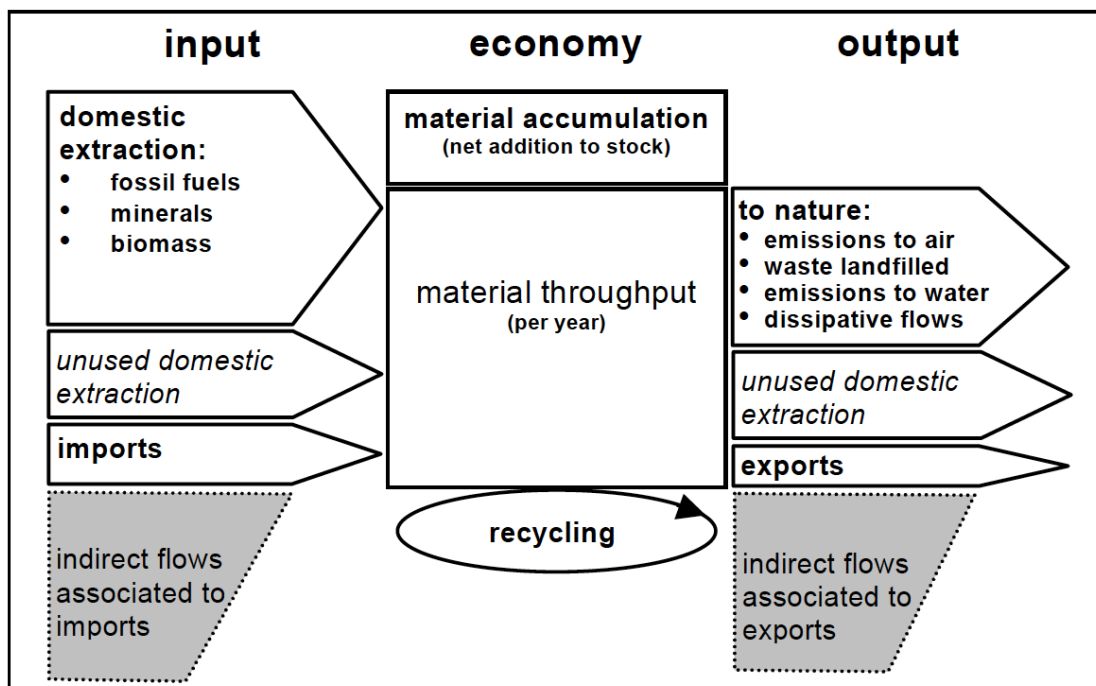 input
economy
output
domestic
extraction:
• fossil fuels
• minerals
• biomass
unused domestic
extraction
imports
indirect flows
associated to
imports
material accumulation
(net addition to stock)
material throughput
(per year)
recycling
to nature:
• emissions to air
• waste landfilled
• emissions to water
• dissipative flows
unused domestic
extraction
exports
indirect flows
associated to
exports